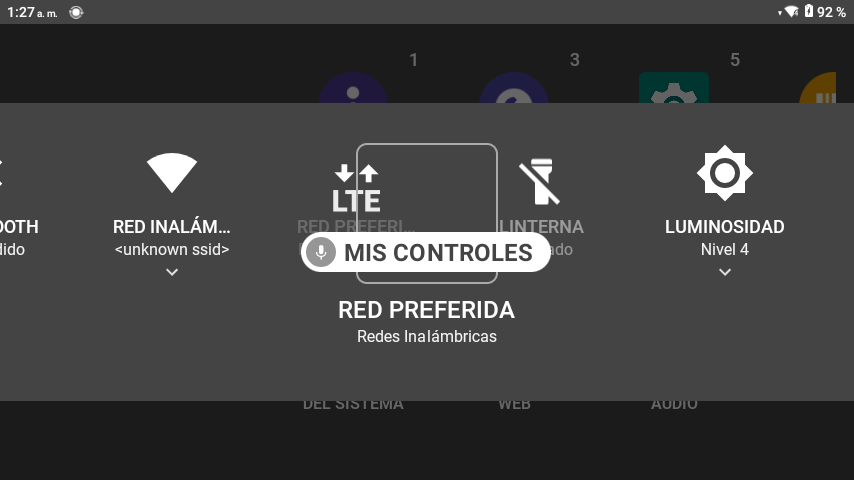 1:27 a. m.
92 %
1
3
5
OOTH
RED INALÁM...
RED PREFERI...
LINTERNA
LUMINOSIDAD
dido
<unknown ssid>
ado
Nivel 4
LTE
MIS CONTROLES
RED PREFERIDA
Redes Inalámbricas
DEL SISTEMA
WEB
AUDIO